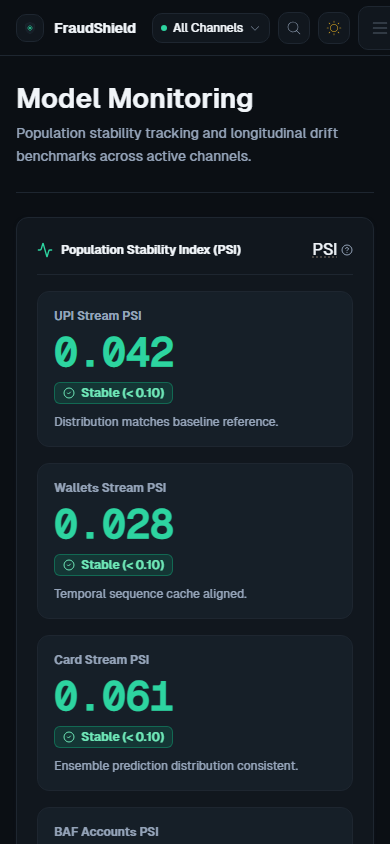 FraudShield
All Channels
Model Monitoring
Population stability tracking and longitudinal drift
benchmarks across active channels.
Population Stability Index (PSI)
PSI
UPI Stream PSI
0.042
Stable (< 0.10)
Distribution matches baseline reference.
Wallets Stream PSI
0.028
Stable (< 0.10)
Temporal sequence cache aligned.
Card Stream PSI
0.061
Stable (< 0.10)
Ensemble prediction distribution consistent.
BAF Accounts PSI